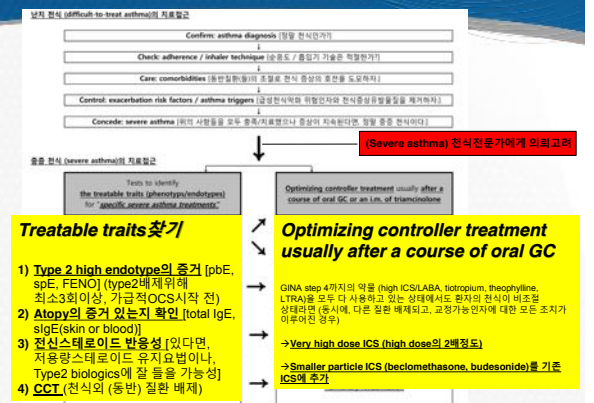 난치 천식 (difficult-to-treat asthma)의 치료접근
Confirm: asthma diagnosis [정말 천식인가?]
↓
Check: adherence / inhaler technique [순응도 / 흡입기 기술은 적절한가?]
↓
Care: comorbidities [동반질환(들)의 조절로 천식 증상의 호전을 도모하자.]
↓
Control: exacerbation risk factors / asthma triggers [급성천식악화 위험인자와 천식증상유발물질을 제거하자.]
↓
Concede: severe asthma [위의 사항들을 모두 충족/치료했으나 증상이 지속된다면, 정말 중증 천식이다.]
↓
(Severe asthma) 천식전문가에게 의뢰고려
중증 천식 (severe asthma)의 치료접근
Tests to identify
the treatable traits (phenotypy/endotypes)
for "specific severe asthma treatments"
Optimizing controller treatment usually after a
course of oral GC or an i.m. of triamcinolone
Treatable traits찾기
1) Type 2 high endotype의 증거 [pbE,
spE, FENO] (type2배제위해
최소3회이상, 가급적OCS시작 전)
2) Atopy의 증거 있는지 확인 [total IgE,
sIgE(skin or blood)]
3) 전신스테로이드 반응성 [있다면,
저용량스테로이드 유지요법이나,
Type2 biologics에 잘 들을 가능성]
4) CCT (천식외 (동반) 질환 배제)
↗
↘
→
→
→
→
Optimizing controller treatment
usually after a course of oral GC
GINA step 4까지의 약물 (high ICS/LABA, tiotropium, theophylline,
LTRA)을 모두 다 사용하고 있는 상태에서도 환자의 천식이 비조절
상태라면 (동시에, 다른 질환 배제되고, 교정가능인자에 대한 모든 조치가
이루어진 경우)
→Very high dose ICS (high dose의 2배정도)
→Smaller particle ICS (beclomethasone, budesonide)를 기존
ICS에 추가